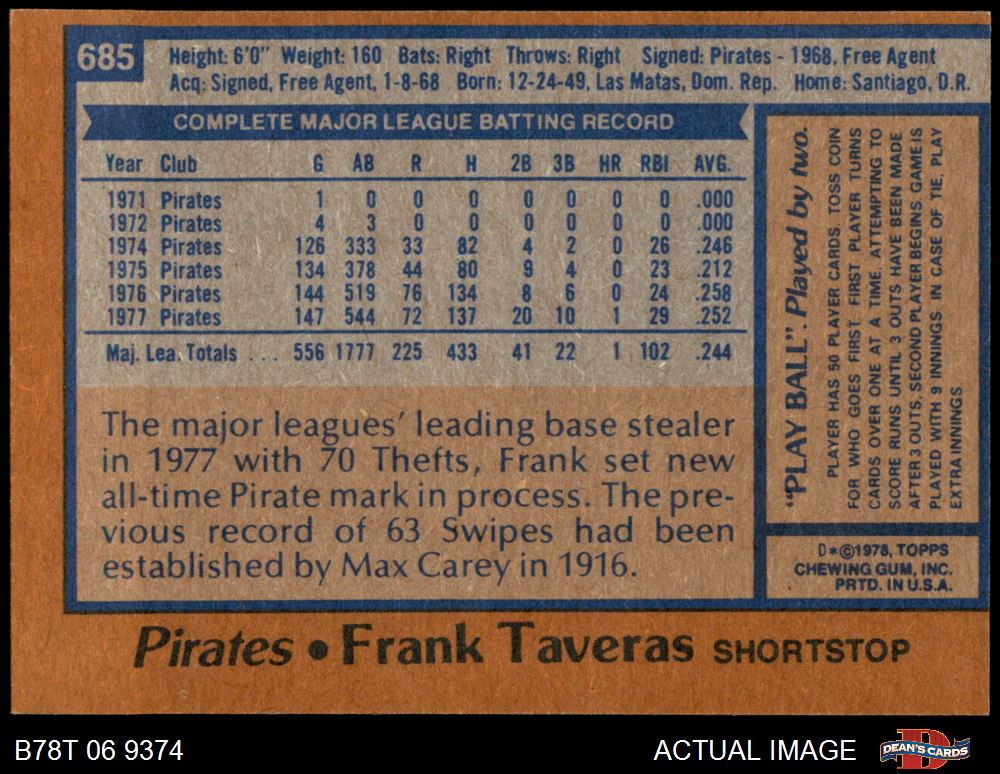 685
Height: 6'0" Weight: 160 Bats: Right Throws: Right Signed: Pirates - 1968, Free Agent
Acq: Signed, Free Agent, 1-8-68 Born: 12-24-49, Las Matas, Dom. Rep. Home: Santiago, D.R.
COMPLETE MAJOR LEAGUE BATTING RECORD
Year Club G AB R H 2B 3B HR RBI AVG.
1971 Pirates 1 0 0 0 0 0 0 0 .000
1972 Pirates 4 3 0 0 0 0 0 0 .000
1974 Pirates 126 333 33 82 4 2 0 26 .246
1975 Pirates 134 378 44 80 9 4 0 23 .212
1976 Pirates 144 519 76 134 8 6 0 24 .258
1977 Pirates 147 544 72 137 20 10 1 29 .252
Maj. Lea. Totals ... 556 1777 225 433 41 22 1 102 .244
The major leagues' leading base stealer
in 1977 with 70 Thefts, Frank set new
all-time Pirate mark in process. The pre-
vious record of 63 Swipes had been
established by Max Carey in 1916.
"PLAY BALL". Played by two.
PLAYER HAS 50 PLAYER CARDS. TOSS COIN
FOR WHO GOES FIRST. FIRST PLAYER TURNS
CARDS OVER ONE AT A TIME, ATTEMPTING TO
SCORE RUNS UNTIL 3 OUTS HAVE BEEN MADE
AFTER 3 OUTS, SECOND PLAYER BEGINS. GAME IS
PLAYED WITH 9 INNINGS. IN CASE OF TIE, PLAY
EXTRA INNINGS
D*©1978, TOPPS
CHEWING GUM, INC.
PRTD. IN U.S.A.
Pirates • Frank Taveras SHORTSTOP
B78T 06 9374
ACTUAL IMAGE
DEAN'S CARDS